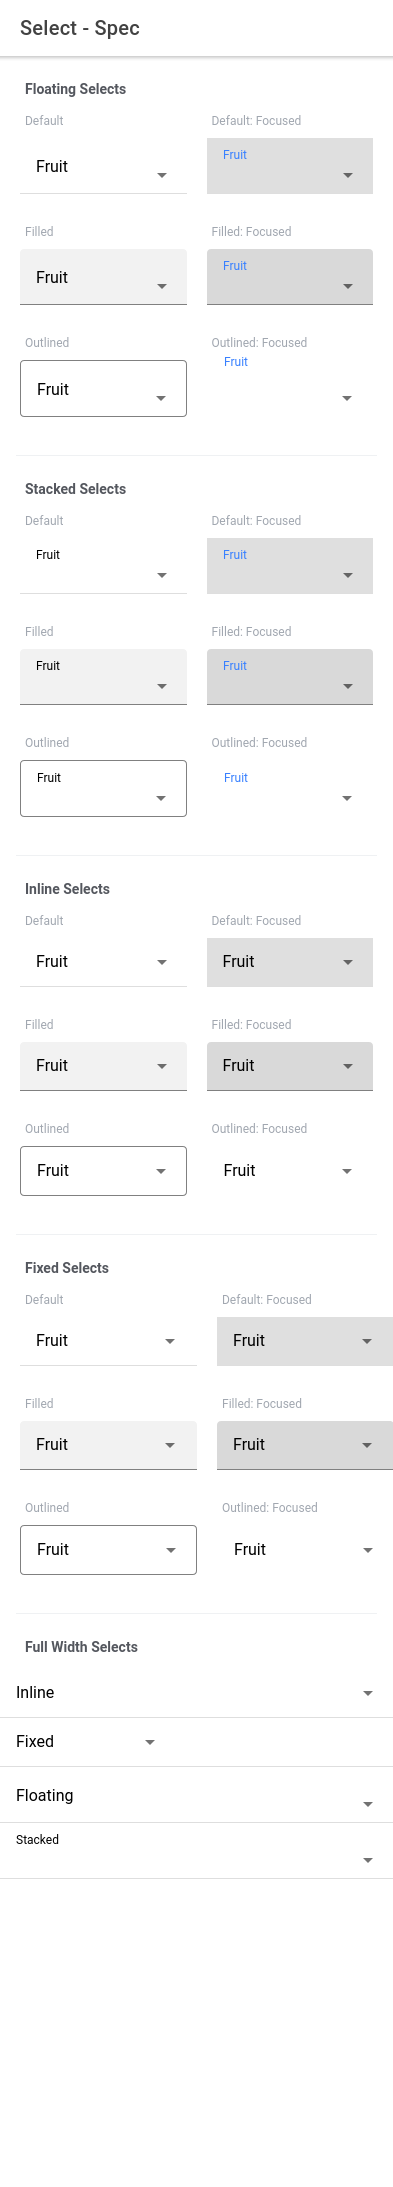 Select - Spec
Floating Selects
Default Default: Focused
Fruit Fruit
Filled Filled: Focused
Fruit Fruit
Outlined Outlined: Focused
Fruit Fruit
Stacked Selects
Default Default: Focused
Fruit Fruit
Filled Filled: Focused
Fruit Fruit
Outlined Outlined: Focused
Fruit Fruit
Inline Selects
Default Default: Focused
Fruit Fruit
Filled Filled: Focused
Fruit Fruit
Outlined Outlined: Focused
Fruit Fruit
Fixed Selects
Default Default: Focused
Fruit Fruit
Filled Filled: Focused
Fruit Fruit
Outlined Outlined: Focused
Fruit Fruit
Full Width Selects
Inline
Fixed
Floating
Stacked